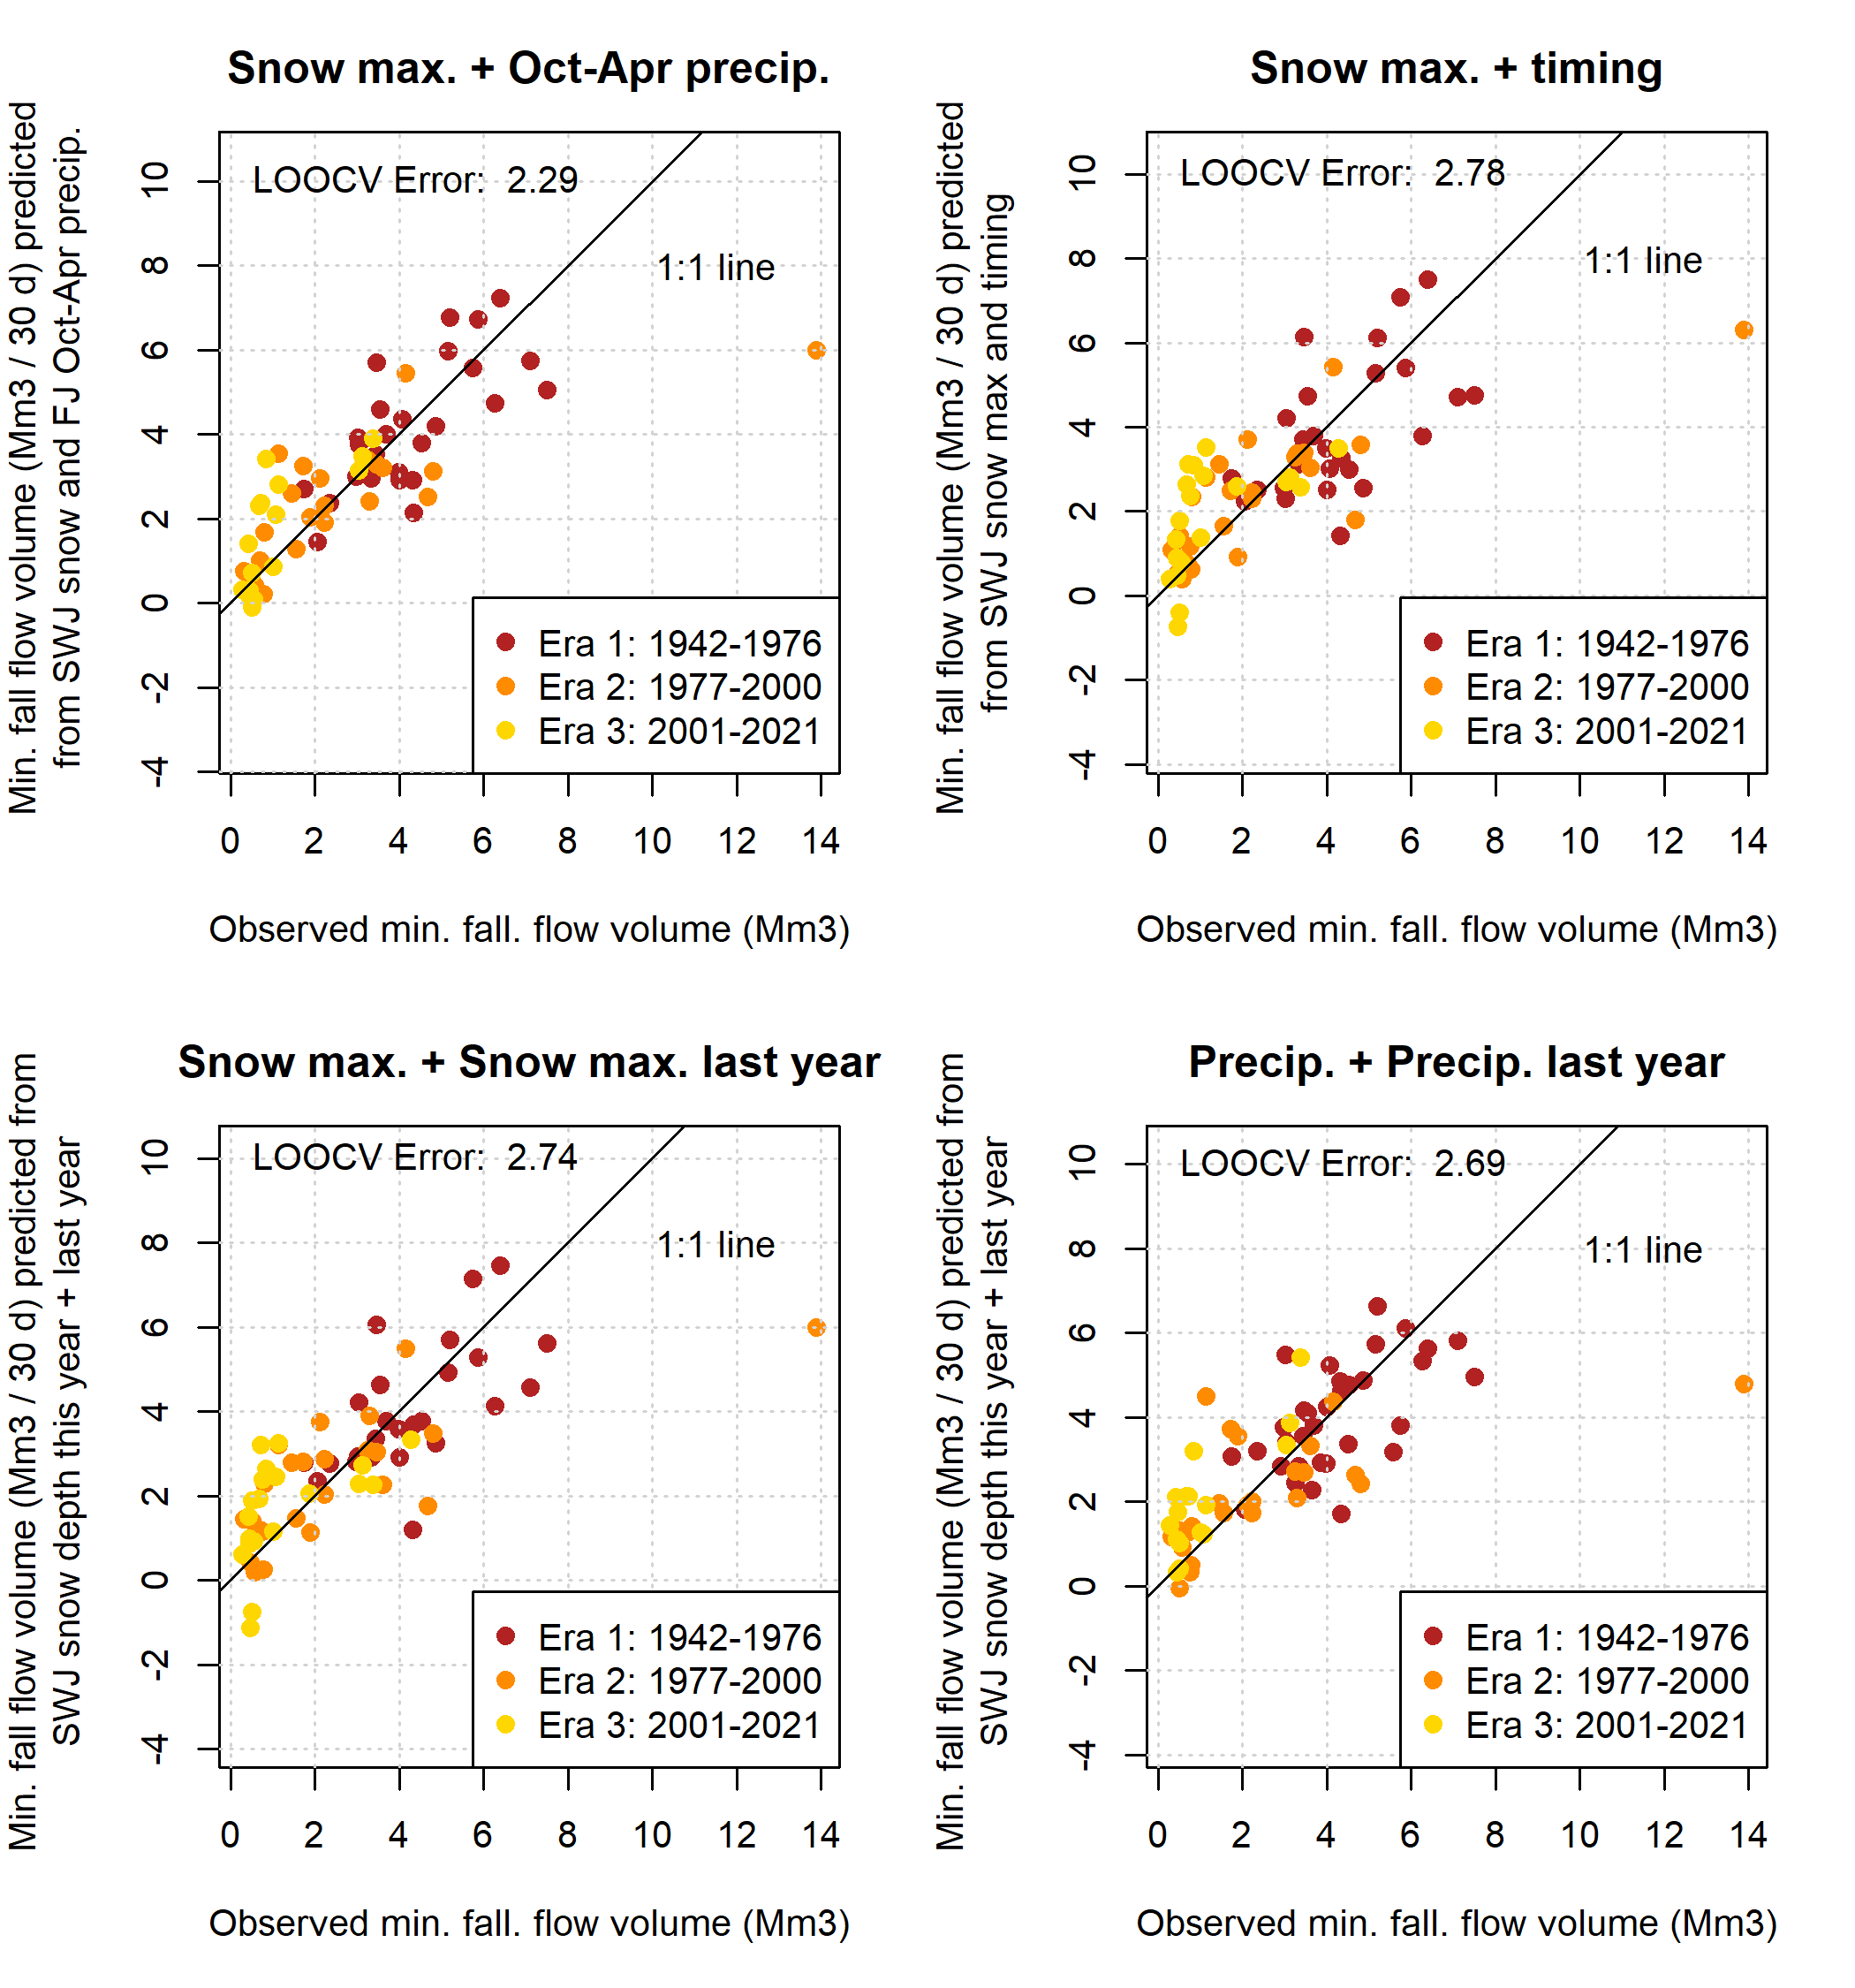 Snow max. + Oct-Apr precip.
Min. fall flow volume (Mm3 / 30 d) predicted
from SWJ snow and FJ Oct-Apr precip.
10
8
6
4
2
0
-2
-4
LOOCV Error: 2.29
1:1 line
Era 1: 1942-1976
Era 2: 1977-2000
Era 3: 2001-2021
0 2 4 6 8 10 12 14
Observed min. fall. flow volume (Mm3)
Snow max. + timing
Min. fall flow volume (Mm3 / 30 d) predicted
from SWJ snow max and timing
10
8
6
4
2
0
-2
-4
LOOCV Error: 2.78
1:1 line
Era 1: 1942-1976
Era 2: 1977-2000
Era 3: 2001-2021
0 2 4 6 8 10 12 14
Observed min. fall. flow volume (Mm3)
Snow max. + Snow max. last year
Min. fall flow volume (Mm3 / 30 d) predicted from
SWJ snow depth this year + last year
10
8
6
4
2
0
-2
-4
LOOCV Error: 2.74
1:1 line
Era 1: 1942-1976
Era 2: 1977-2000
Era 3: 2001-2021
0 2 4 6 8 10 12 14
Observed min. fall. flow volume (Mm3)
Precip. + Precip. last year
Min. fall flow volume (Mm3 / 30 d) predicted from
SWJ snow depth this year + last year
10
8
6
4
2
0
-2
-4
LOOCV Error: 2.69
1:1 line
Era 1: 1942-1976
Era 2: 1977-2000
Era 3: 2001-2021
0 2 4 6 8 10 12 14
Observed min. fall. flow volume (Mm3)